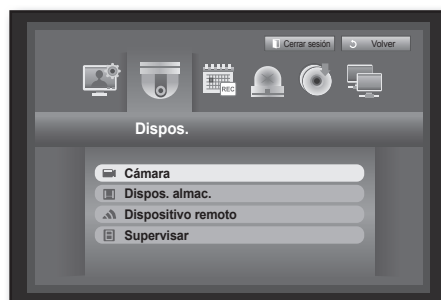 Cerrar sesión Volver
REC
Dispos.
Cámara
Dispos. almac.
Dispositivo remoto
Supervisar